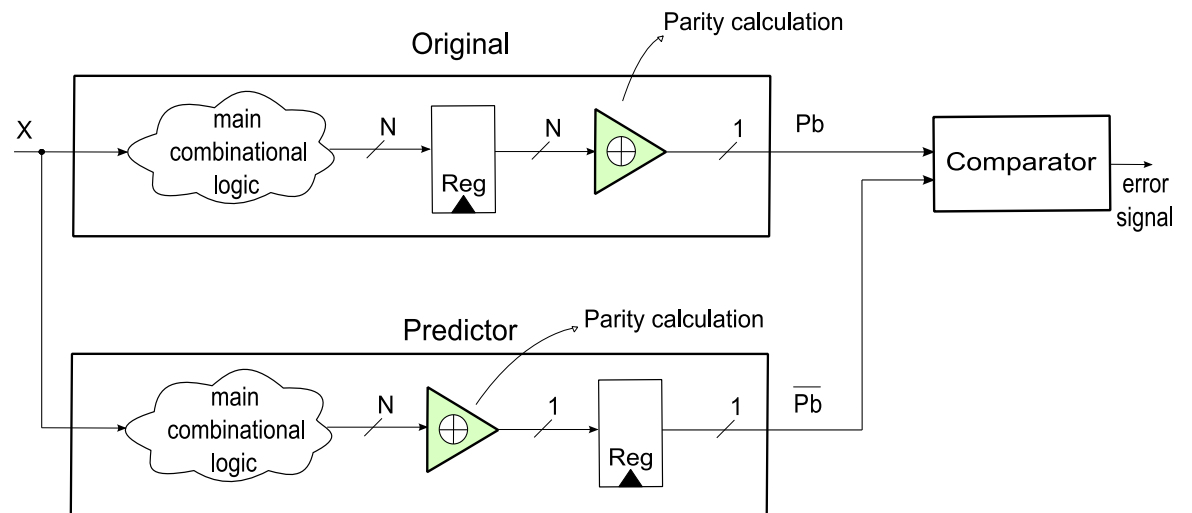 Parity calculation
Original
X
main
combinational
logic
N
Reg
N
1
Pb
Comparator
error
signal
Predictor
Parity calculation
main
combinational
logic
N
1
Reg
1
P̅b̅